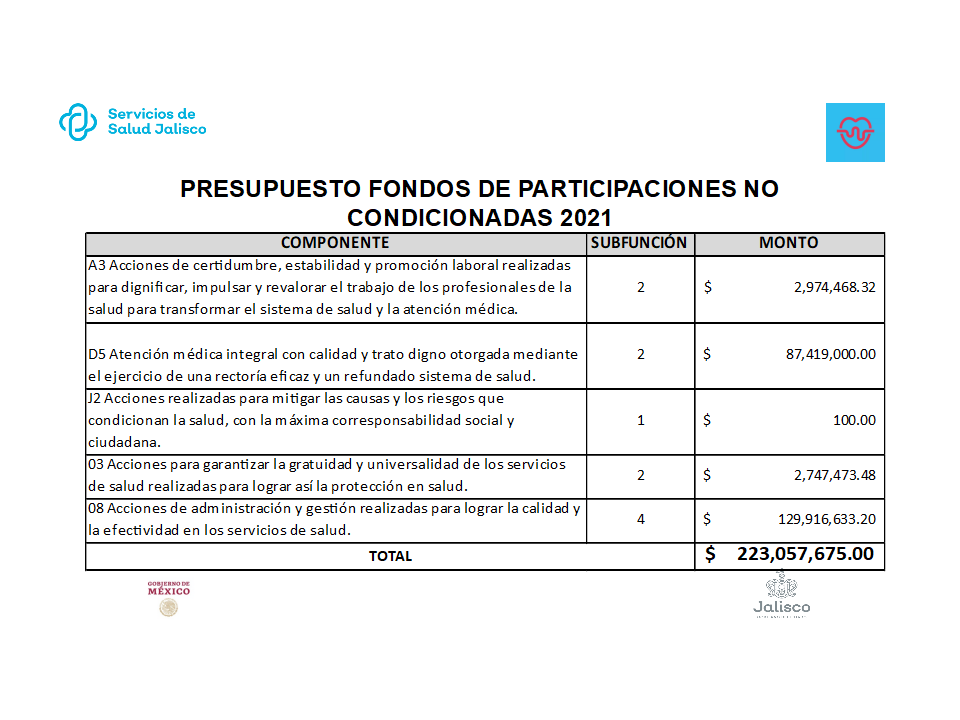 Servicios de
Salud Jalisco
PRESUPUESTO FONDOS DE PARTICIPACIONES NO
CONDICIONADAS 2021
COMPONENTE SUBFUNCIÓN MONTO
A3 Acciones de certidumbre, estabilidad y promoción laboral realizadas
para dignificar, impulsar y revalorar el trabajo de los profesionales de la
salud para transformar el sistema de salud y la atención médica.
2 $ 2,974,468.32
D5 Atención médica integral con calidad y trato digno otorgada mediante
el ejercicio de una rectoría eficaz y un refundado sistema de salud.
2 $ 87,419,000.00
J2 Acciones realizadas para mitigar las causas y los riesgos que
condicionan la salud, con la máxima corresponsabilidad social y
ciudadana.
1 $ 100.00
03 Acciones para garantizar la gratuidad y universalidad de los servicios
de salud realizadas para lograr así la protección en salud.
2 $ 2,747,473.48
08 Acciones de administración y gestión realizadas para lograr la calidad y
la efectividad en los servicios de salud.
4 $ 129,916,633.20
TOTAL $ 223,057,675.00
GOBIERNO DE
MÉXICO
Jalisco